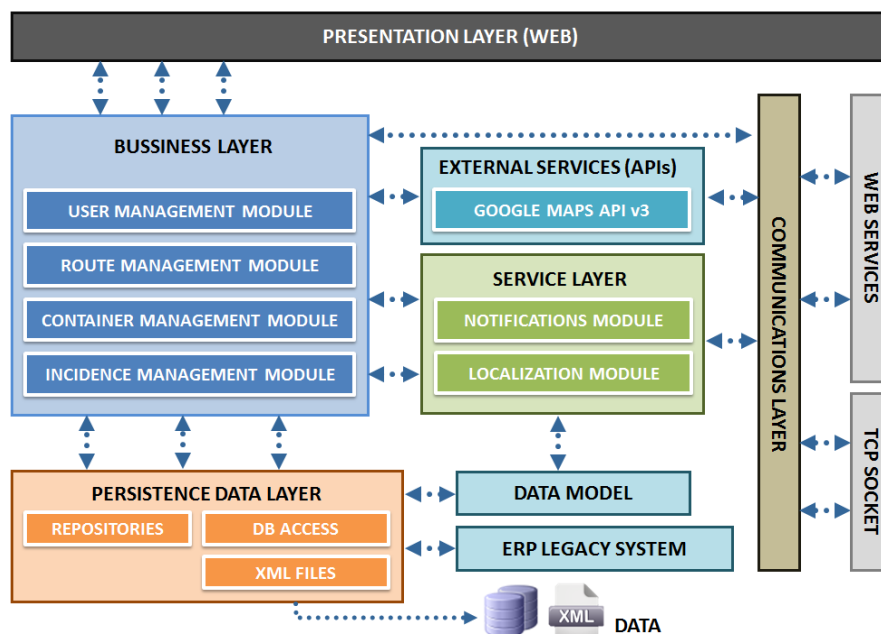 PRESENTATION LAYER (WEB)
BUSSINESS LAYER
USER MANAGEMENT MODULE
ROUTE MANAGEMENT MODULE
CONTAINER MANAGEMENT MODULE
INCIDENCE MANAGEMENT MODULE
EXTERNAL SERVICES (APIs)
GOOGLE MAPS API v3
SERVICE LAYER
NOTIFICATIONS MODULE
LOCALIZATION MODULE
COMMUNICATIONS LAYER
WEB SERVICES
TCP SOCKET
PERSISTENCE DATA LAYER
REPOSITORIES
DB ACCESS
XML FILES
DATA MODEL
ERP LEGACY SYSTEM
XML
DATA